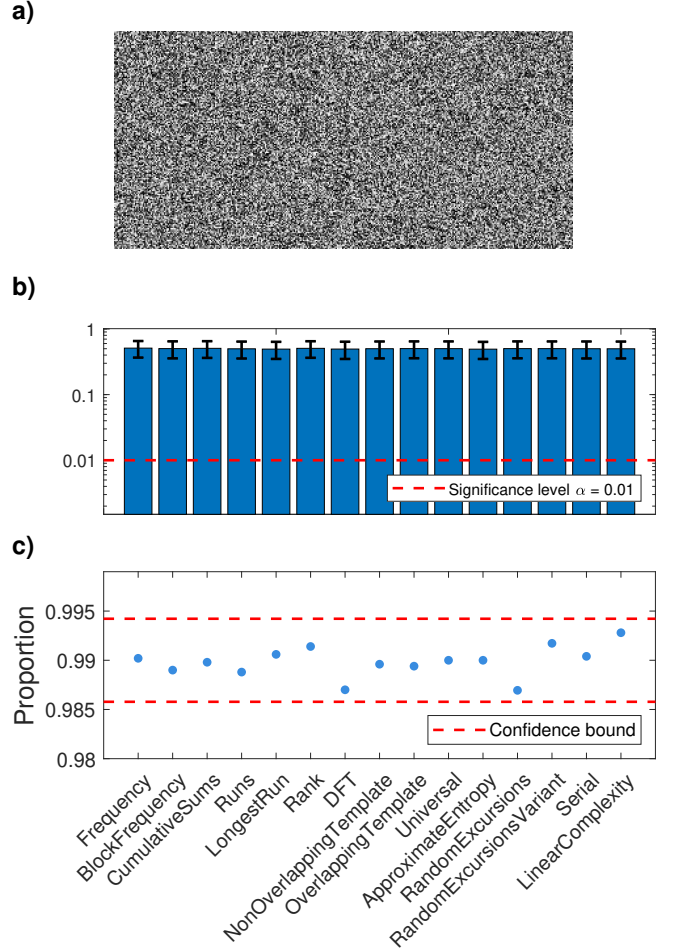 a)
b)
1
0.1
0.01
Significance level α = 0.01
c)
Proportion
0.995
0.99
0.985
0.98
Confidence bound
Frequency
BlockFrequency
CumulativeSums
Runs
LongestRun
Rank
DFT
NonOverlappingTemplate
OverlappingTemplate
Universal
ApproximateEntropy
RandomExcursions
RandomExcursionsVariant
Serial
LinearComplexity